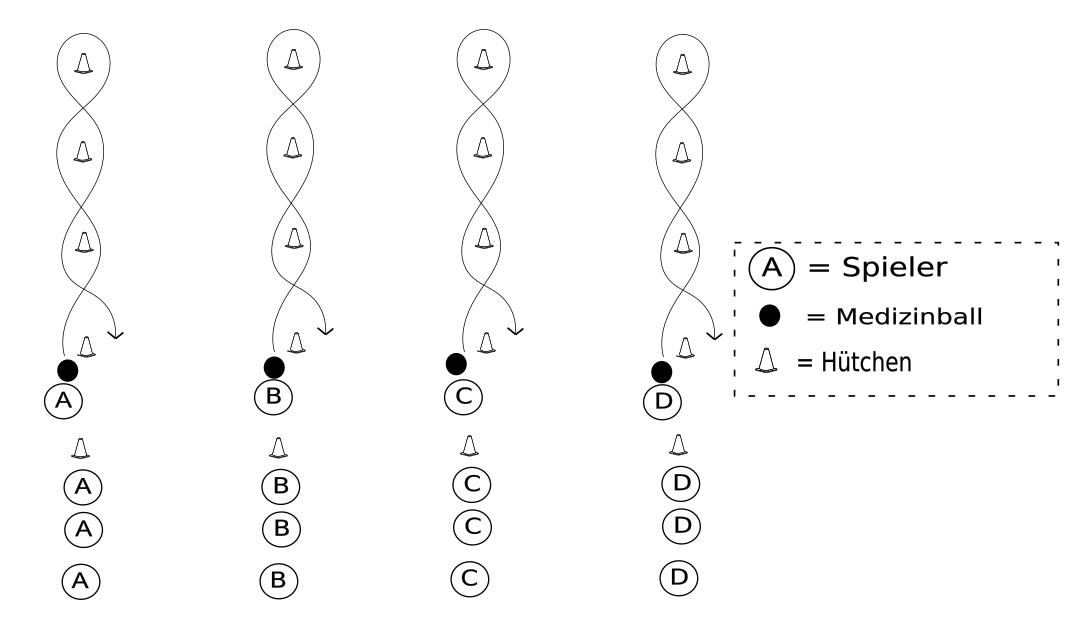 A = Spieler
= Medizinball
= Hütchen
A B C D
A B C D
A B C D
A B C D